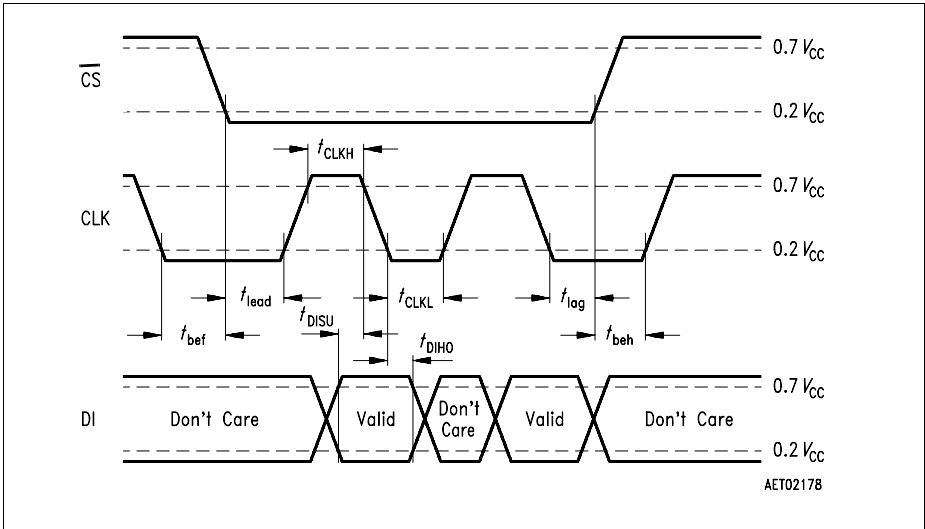 0.7 VCC
CS
0.2 VCC
tCLKH
0.7 VCC
CLK
0.2 VCC
tlead
tCLKL
tlag
tDISU
tbef
tDIHO
tbeh
0.7 VCC
DI
Don't Care
Valid
Don't
Care
Valid
Don't Care
0.2 VCC
AET02178